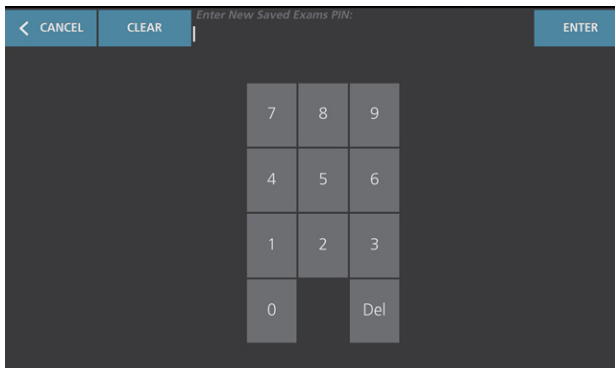 CANCEL
CLEAR
Enter New Saved Exams PIN:
ENTER
7 8 9
4 5 6
1 2 3
0 Del